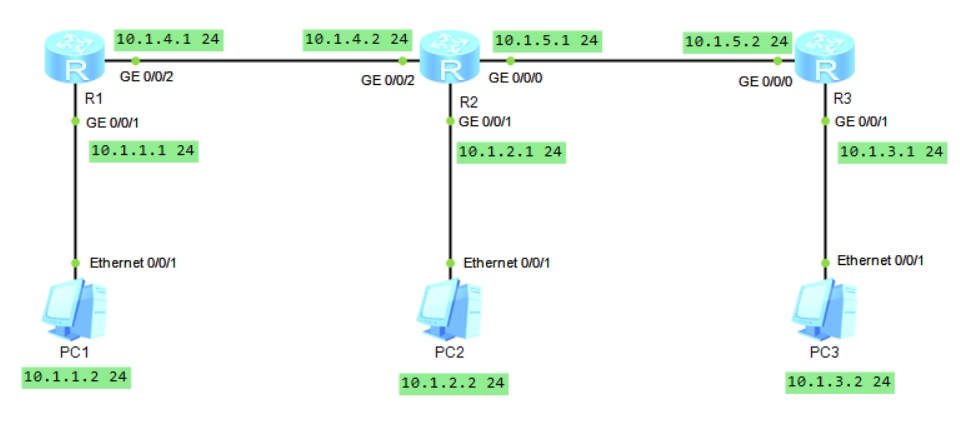 10.1.4.1 24
10.1.4.2 24
10.1.5.1 24
10.1.5.2 24
R
R
R
GE 0/0/2
GE 0/0/2
GE 0/0/0
GE 0/0/0
R1
R2
R3
GE 0/0/1
GE 0/0/1
GE 0/0/1
10.1.1.1 24
10.1.2.1 24
10.1.3.1 24
Ethernet 0/0/1
Ethernet 0/0/1
Ethernet 0/0/1
PC1
PC2
PC3
10.1.1.2 24
10.1.2.2 24
10.1.3.2 24